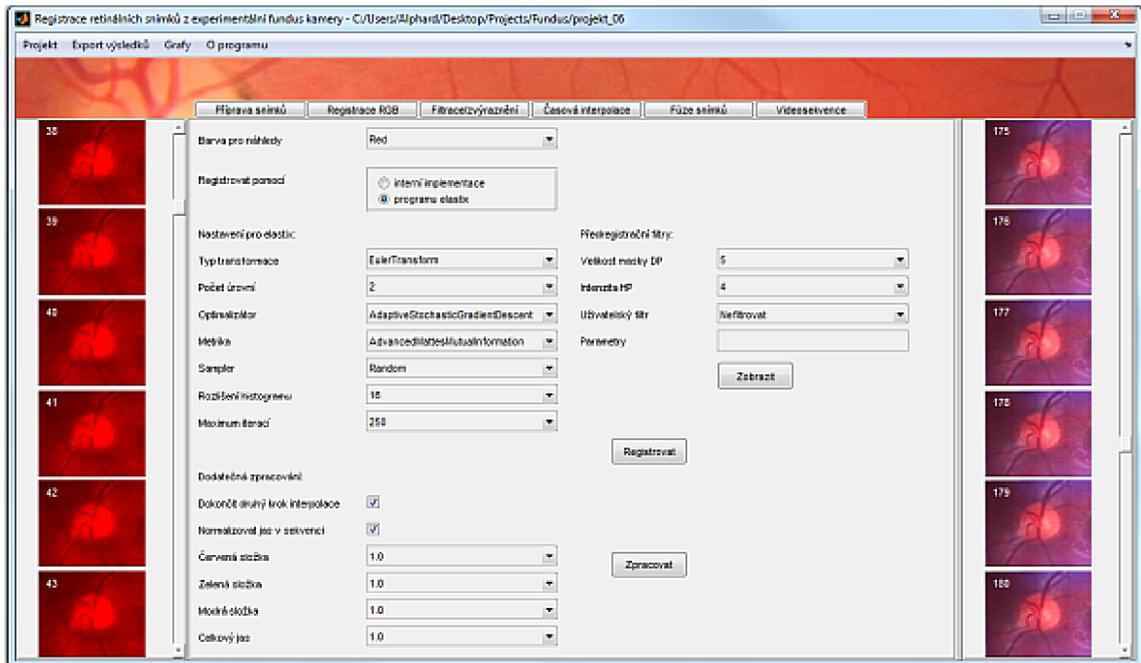 Registrace retinálních snímků z experimentální fundus kamery - C:/Users/Alphard/Desktop/Projects/Fundus/projekt_06
Projekt Export výsledků Grafy O programu
Příprava snímků Registrace RGB Filtrace/zvýraznění Časová interpolace Fúze snímků Videosekvence
38
39
40
41
42
43
Barva pro náhledy Red
Registrovat pomocí
interní implementace
programu elastix
Nastavení pro elastix:
Typ transformace EulerTransform
Počet úrovní 2
Optimalizátor AdaptiveStochasticGradientDescent
Metrika AdvancedMattesMutualInformation
Sampler Random
Rozlišení histogramu 16
Maximum iterací 250
Předregistrační filtry:
Velikost masky DP 5
Intenzita HP 4
Uživatelský filtr Nefiltrovat
Parametry
Zobrazit
Registrovat
Dodatečná zpracování:
Dokončit druhý krok interpolace
Normalizovat jas v sekvenci
Červená složka 1.0
Zelená složka 1.0
Modrá složka 1.0
Celkový jas 1.0
Zpracovat
175
176
177
178
179
180